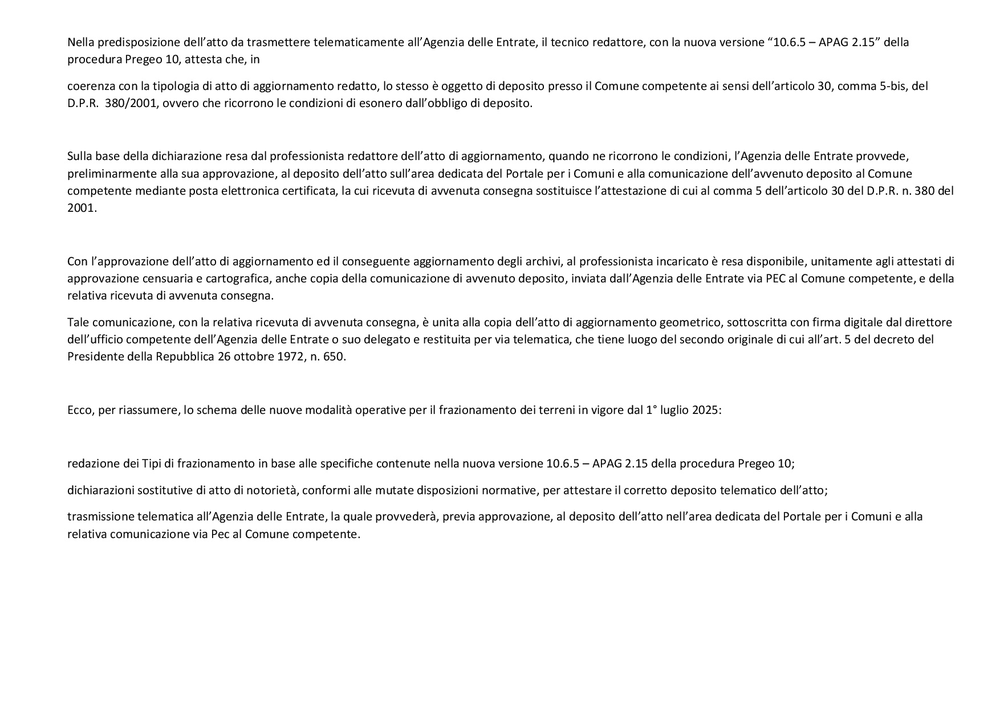 Nella predisposizione dell’atto da trasmettere telematicamente all’Agenzia delle Entrate, il tecnico redattore, con la nuova versione “10.6.5 – APAG 2.15” della
procedura Pregeo 10, attesta che, in
coerenza con la tipologia di atto di aggiornamento redatto, lo stesso è oggetto di deposito presso il Comune competente ai sensi dell’articolo 30, comma 5-bis, del
D.P.R.  380/2001, ovvero che ricorrono le condizioni di esonero dall’obbligo di deposito.
Sulla base della dichiarazione resa dal professionista redattore dell’atto di aggiornamento, quando ne ricorrono le condizioni, l’Agenzia delle Entrate provvede,
preliminarmente alla sua approvazione, al deposito dell’atto sull’area dedicata del Portale per i Comuni e alla comunicazione dell’avvenuto deposito al Comune
competente mediante posta elettronica certificata, la cui ricevuta di avvenuta consegna sostituisce l’attestazione di cui al comma 5 dell’articolo 30 del D.P.R. n. 380 del
2001.
Con l’approvazione dell’atto di aggiornamento ed il conseguente aggiornamento degli archivi, al professionista incaricato è resa disponibile, unitamente agli attestati di
approvazione censuaria e cartografica, anche copia della comunicazione di avvenuto deposito, inviata dall’Agenzia delle Entrate via PEC al Comune competente, e della
relativa ricevuta di avvenuta consegna.
Tale comunicazione, con la relativa ricevuta di avvenuta consegna, è unita alla copia dell’atto di aggiornamento geometrico, sottoscritta con firma digitale dal direttore
dell’ufficio competente dell’Agenzia delle Entrate o suo delegato e restituita per via telematica, che tiene luogo del secondo originale di cui all’art. 5 del decreto del
Presidente della Repubblica 26 ottobre 1972, n. 650.
Ecco, per riassumere, lo schema delle nuove modalità operative per il frazionamento dei terreni in vigore dal 1° luglio 2025:
redazione dei Tipi di frazionamento in base alle specifiche contenute nella nuova versione 10.6.5 – APAG 2.15 della procedura Pregeo 10;
dichiarazioni sostitutive di atto di notorietà, conformi alle mutate disposizioni normative, per attestare il corretto deposito telematico dell’atto;
trasmissione telematica all’Agenzia delle Entrate, la quale provvederà, previa approvazione, al deposito dell’atto nell’area dedicata del Portale per i Comuni e alla
relativa comunicazione via Pec al Comune competente.